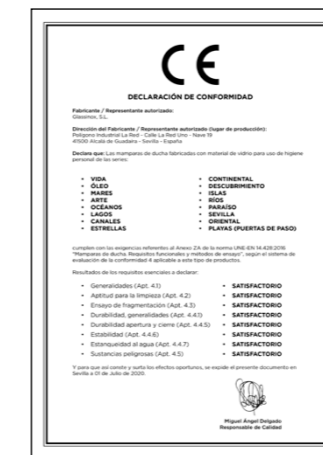 CE
DECLARACIÓN DE CONFORMIDAD
Fabricante / Representante autorizado:
Glassinox, S.L.
Dirección del Fabricante / Representante autorizado (lugar de producción):
Polígono Industrial La Red - Calle La Red Uno - Nave 19
41500 Alcalá de Guadaira - Sevilla - España
Declara que: Las mamparas de ducha fabricadas con material de vidrio para uso de higiene
personal de las series:
• VIDA • CONTINENTAL
• ÓLEO • DESCUBRIMIENTO
• MARES • ISLAS
• ARTE • RÍOS
• OCÉANOS • PARAÍSO
• LAGOS • SEVILLA
• CANALES • ORIENTAL
• ESTRELLAS • PLAYAS (PUERTAS DE PASO)
cumplen con las exigencias referentes al Anexo ZA de la norma UNE-EN 14.428:2016
"Mamparas de ducha. Requisitos funcionales y métodos de ensayo", según el sistema de
evaluación de la conformidad 4 aplicable a este tipo de productos.
Resultados de los requisitos esenciales a declarar:
• Generalidades (Apt. 4.1) • SATISFACTORIO
• Aptitud para la limpieza (Apt. 4.2) • SATISFACTORIO
• Ensayo de fragmentación (Apt. 4.3) • SATISFACTORIO
• Durabilidad, generalidades (Apt. 4.4.1) • SATISFACTORIO
• Durabilidad apertura y cierre (Apt. 4.4.5) • SATISFACTORIO
• Estabilidad (Apt. 4.4.6) • SATISFACTORIO
• Estanqueidad al agua (Apt. 4.4.7) • SATISFACTORIO
• Sustancias peligrosas (Apt. 4.5) • SATISFACTORIO
Y para que así conste y surta los efectos oportunos, se expide el presente documento en
Sevilla a 01 de Julio de 2020.
Miguel Ángel Delgado
Responsable de Calidad